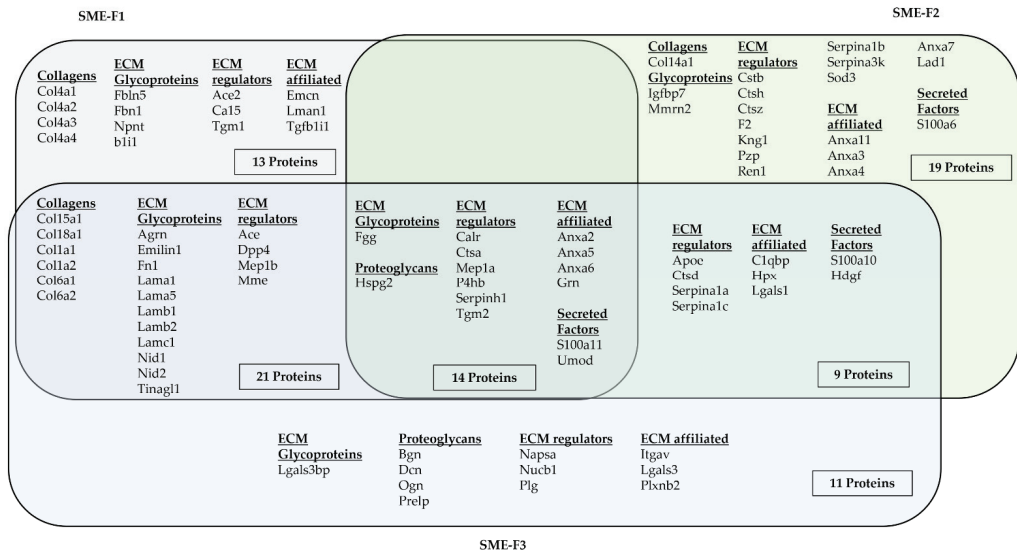 SME-F1
SME-F2
Collagens
Col4a1
Col4a2
Col4a3
Col4a4
ECM
Glycoproteins
Fbln5
Fbn1
Npnt
b1i1
ECM
regulators
Ace2
Ca15
Tgm1
ECM
affiliated
Emcn
Lman1
Tgfb1i1
13 Proteins
Collagens
Col14a1
Glycoproteins
Igfbp7
Mmrn2
ECM
regulators
Cstb
Ctsh
Ctsz
F2
Kng1
Pzp
Ren1
Serpina1b
Serpina3k
Sod3
ECM
affiliated
Anxa11
Anxa3
Anxa4
Anxa7
Lad1
Secreted
Factors
S100a6
19 Proteins
Collagens
Col15a1
Col18a1
Col1a1
Col1a2
Col6a1
Col6a2
ECM
Glycoproteins
Agrn
Emilin1
Fn1
Lama1
Lama5
Lamb1
Lamb2
Lamc1
Nid1
Nid2
Tinagl1
ECM
regulators
Ace
Dpp4
Mep1b
Mme
21 Proteins
ECM
Glycoproteins
Fgg
Proteoglycans
Hspg2
ECM
regulators
Calr
Ctsa
Mep1a
P4hb
Serpinh1
Tgm2
ECM
affiliated
Anxa2
Anxa5
Anxa6
Grn
Secreted
Factors
S100a11
Umod
14 Proteins
ECM
regulators
Apoe
Ctsd
Serpina1a
Serpina1c
ECM
affiliated
C1qbp
Hpx
Lgals1
Secreted
Factors
S100a10
Hdgf
9 Proteins
ECM
Glycoproteins
Lgals3bp
Proteoglycans
Bgn
Dcn
Ogn
Prelp
ECM regulators
Napsa
Nucb1
Plg
ECM affiliated
Itgav
Lgals3
Plxnb2
11 Proteins
SME-F3